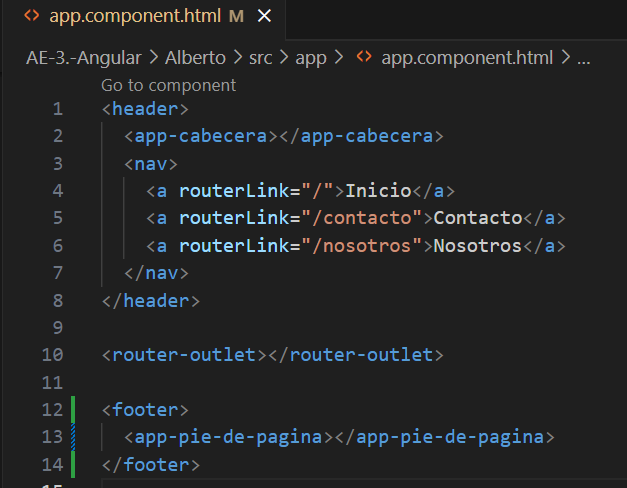 <> app.component.html M ×
AE-3.-Angular > Alberto > src > app > <> app.component.html > ...
Go to component
1 <header>
2 <app-cabecera></app-cabecera>
3 <nav>
4 <a routerLink="/">Inicio</a>
5 <a routerLink="/contacto">Contacto</a>
6 <a routerLink="/nosotros">Nosotros</a>
7 </nav>
8 </header>
9
10 <router-outlet></router-outlet>
11
12 <footer>
13 <app-pie-de-pagina></app-pie-de-pagina>
14 </footer>
15